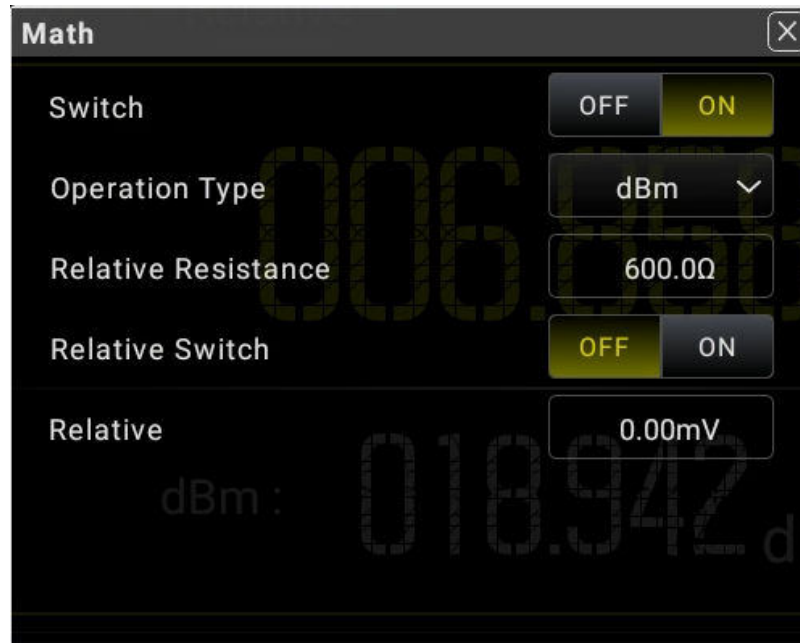 Math
Switch OFF ON
Operation Type dBm
Relative Resistance 600.0Ω
Relative Switch OFF ON
Relative 0.00mV
dBm : 018.942 d